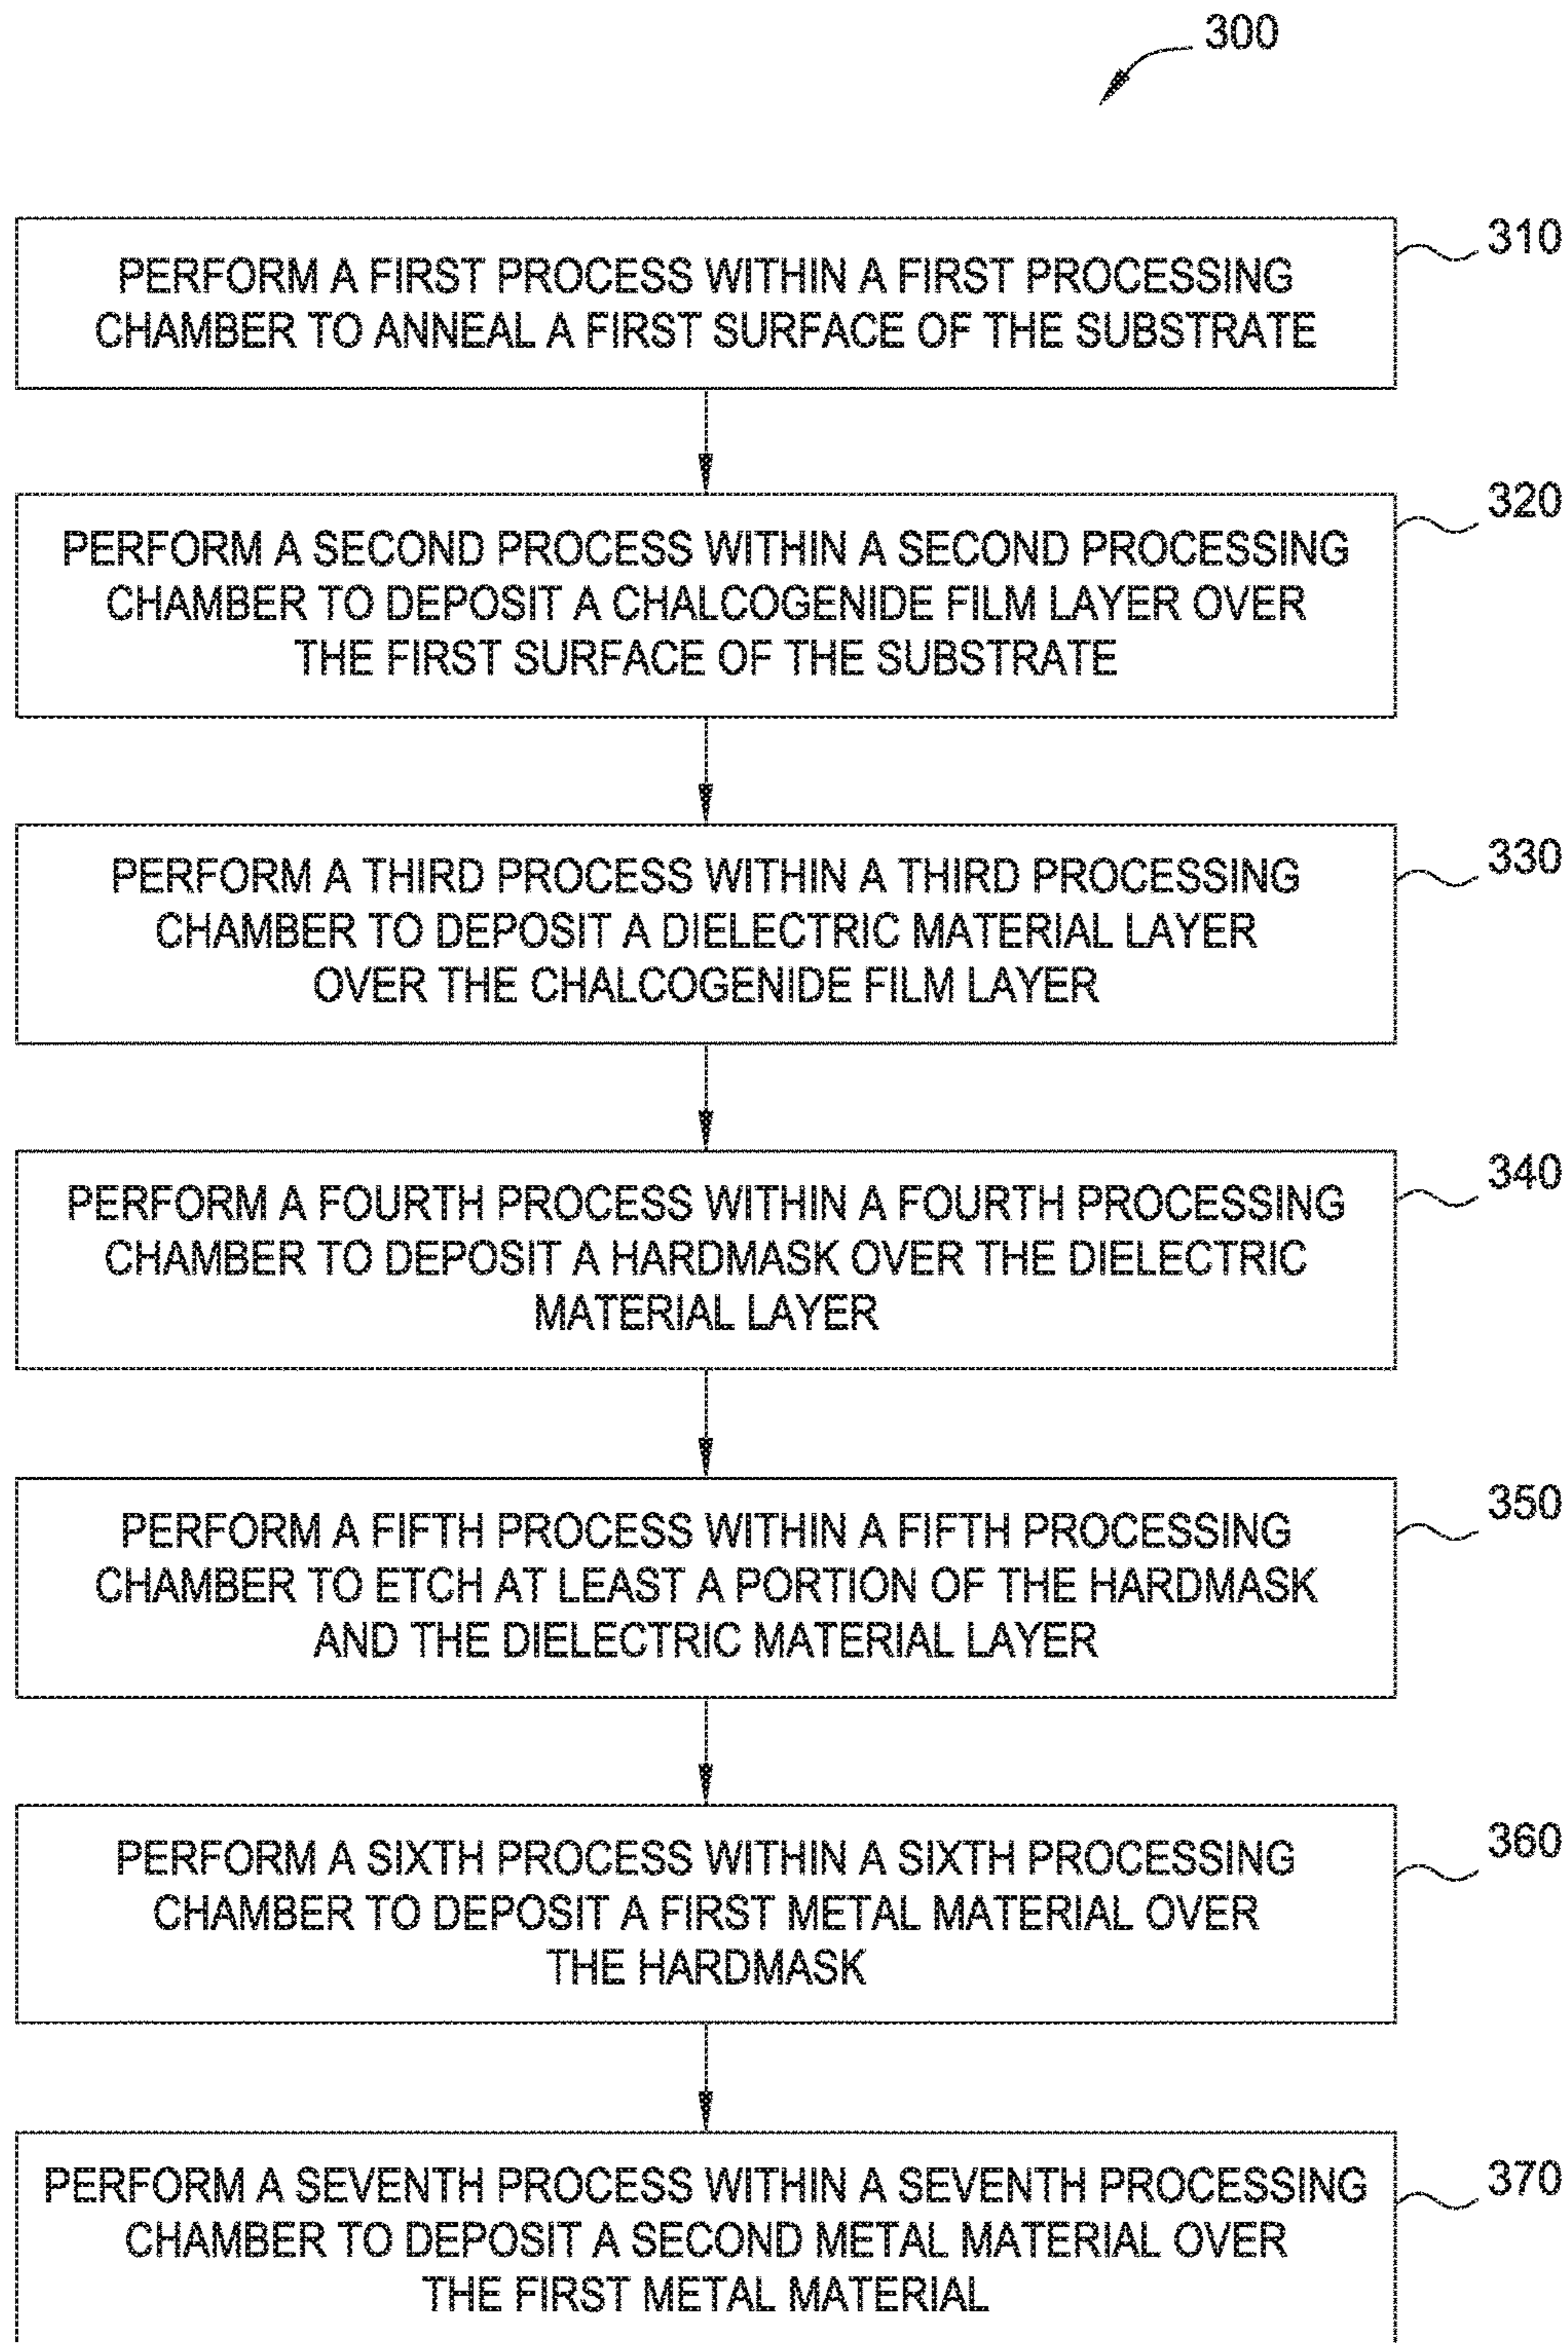 300
310
PERFORM A FIRST PROCESS WITHIN A FIRST PROCESSING
CHAMBER TO ANNEAL A FIRST SURFACE OF THE SUBSTRATE
320
PERFORM A SECOND PROCESS WITHIN A SECOND PROCESSING
CHAMBER TO DEPOSIT A CHALCOGENIDE FILM LAYER OVER
THE FIRST SURFACE OF THE SUBSTRATE
330
PERFORM A THIRD PROCESS WITHIN A THIRD PROCESSING
CHAMBER TO DEPOSIT A DIELECTRIC MATERIAL LAYER
OVER THE CHALCOGENIDE FILM LAYER
340
PERFORM A FOURTH PROCESS WITHIN A FOURTH PROCESSING
CHAMBER TO DEPOSIT A HARDMASK OVER THE DIELECTRIC
MATERIAL LAYER
350
PERFORM A FIFTH PROCESS WITHIN A FIFTH PROCESSING
CHAMBER TO ETCH AT LEAST A PORTION OF THE HARDMASK
AND THE DIELECTRIC MATERIAL LAYER
360
PERFORM A SIXTH PROCESS WITHIN A SIXTH PROCESSING
CHAMBER TO DEPOSIT A FIRST METAL MATERIAL OVER
THE HARDMASK
370
PERFORM A SEVENTH PROCESS WITHIN A SEVENTH PROCESSING
CHAMBER TO DEPOSIT A SECOND METAL MATERIAL OVER
THE FIRST METAL MATERIAL